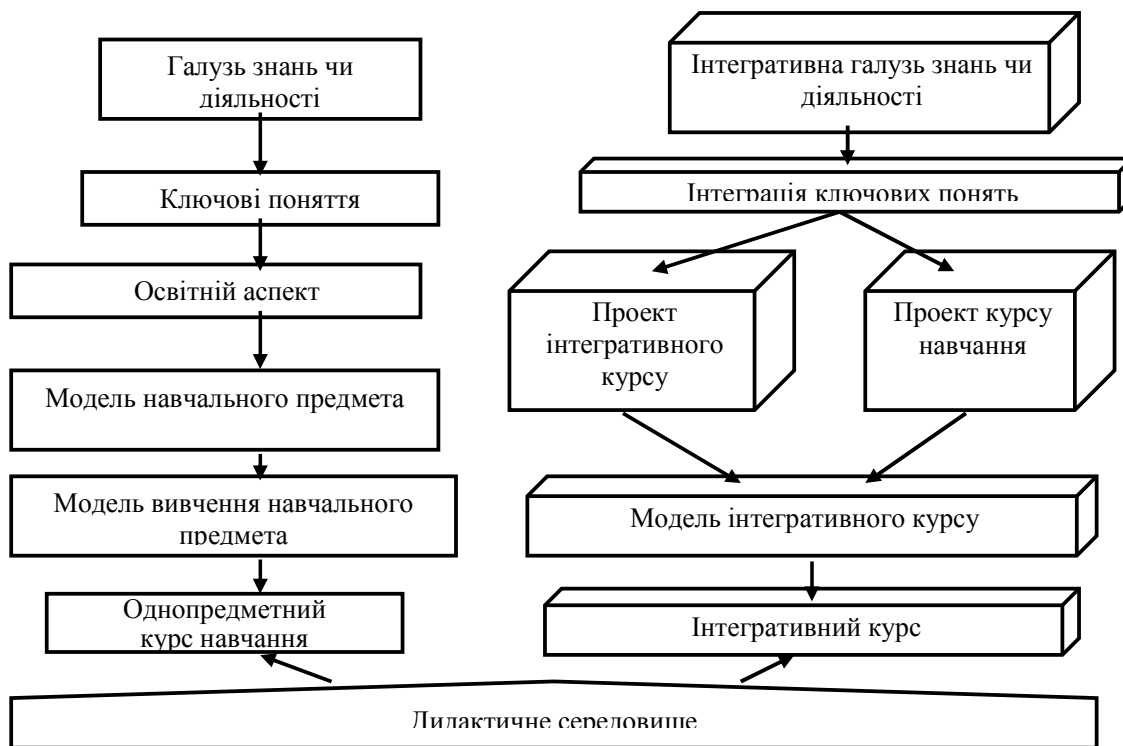 Галузь знань чи
діяльності
Ключові поняття
Освітній аспект
Модель навчального предмета
Модель вивчення навчального
предмета
Однопредметний
курс навчання
Інтегративна галузь знань чи
діяльності
Інтеграція ключових понять
Проект
інтегративного
курсу
Проект курсу
навчання
Модель інтегративного курсу
Інтегративний курс
Дидактичне середовище